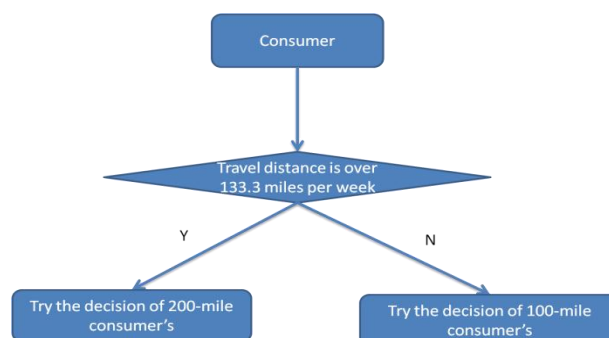 Consumer
Travel distance is over
133.3 miles per week
Y
N
Try the decision of 200-mile
consumer's
Try the decision of 100-mile
consumer's